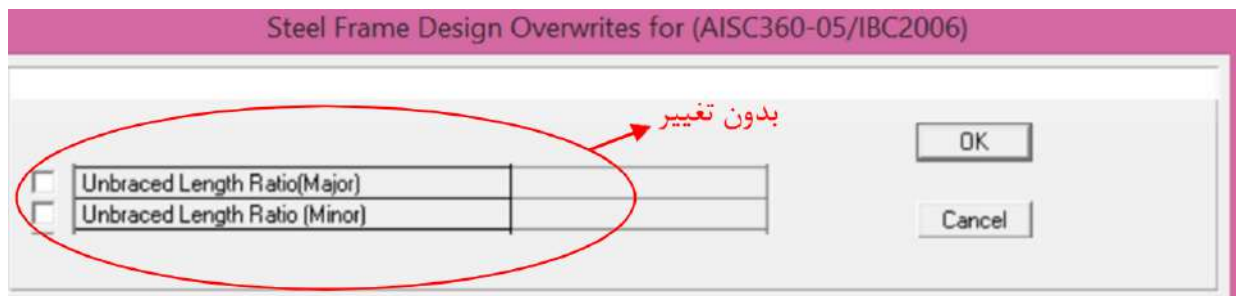 Steel Frame Design Overwrites for (AISC360-05/IBC2006)
بدون تغییر
OK
Unbraced Length Ratio(Major)
Unbraced Length Ratio (Minor)
Cancel